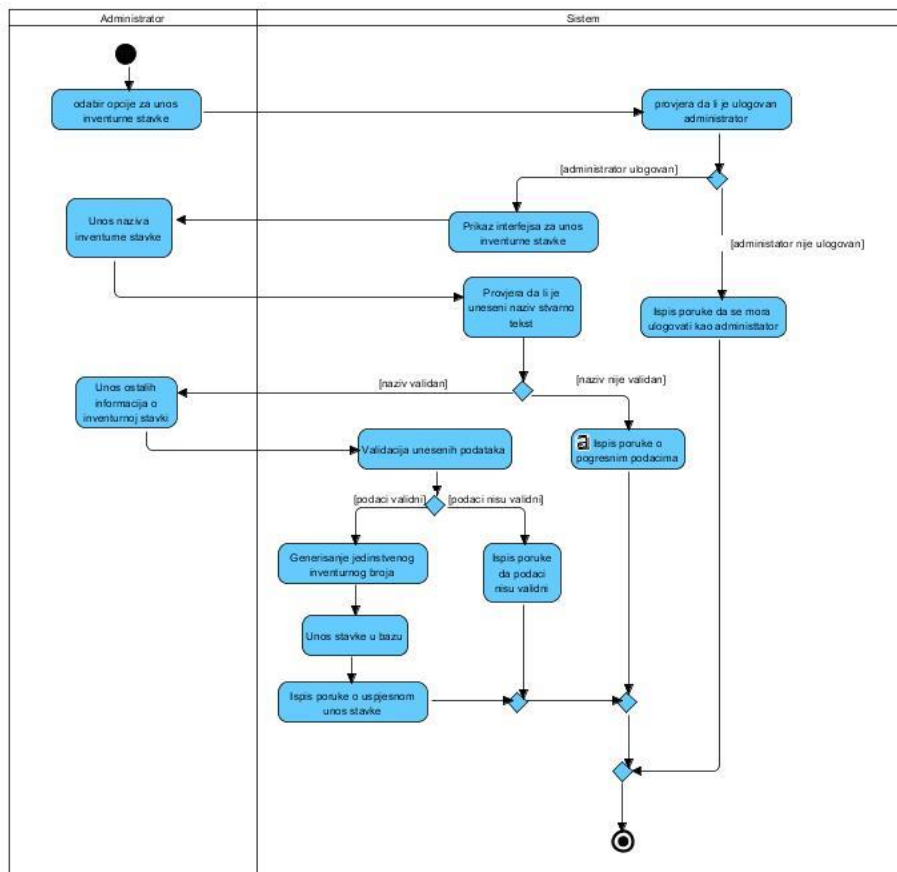 Administrator
Sistem
odabir opcije za unos
inventurne stavke
provjera da li je ulogovan
administrator
[administrator ulogovan]
Unos naziva
inventurne stavke
Prikaz interfejsa za unos
inventurne stavke
[administator nije ulogovan]
Provjera da li je
uneseni naziv stvarno
tekst
Ispis poruke da se mora
ulogovati kao administtator
[naziv validan]
[naziv nije validan]
Unos ostalih
informacija o
inventurnoj stavki
a Ispis poruke o
pogresnim podacima
Validacija unesenih podataka
[podaci validni]
[podaci nisu validni]
Generisanje jedinstvenog
inventurnog broja
Ispis poruke
da podaci
nisu validni
Unos stavke u bazu
Ispis poruke o uspjesnom
unos stavke